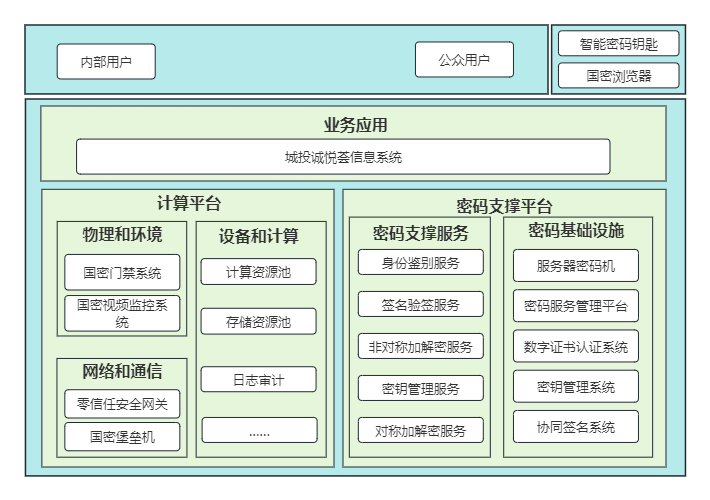 内部用户
公众用户
智能密码钥匙
国密浏览器
业务应用
城投诚悦荟信息系统
计算平台
物理和环境
国密门禁系统
国密视频监控系
统
网络和通信
零信任安全网关
国密堡垒机
设备和计算
计算资源池
存储资源池
日志审计
......
密码支撑平台
密码支撑服务
身份鉴别服务
签名验签服务
非对称加解密服务
密钥管理服务
对称加解密服务
密码基础设施
服务器密码机
密码服务管理平台
数字证书认证系统
密钥管理系统
协同签名系统